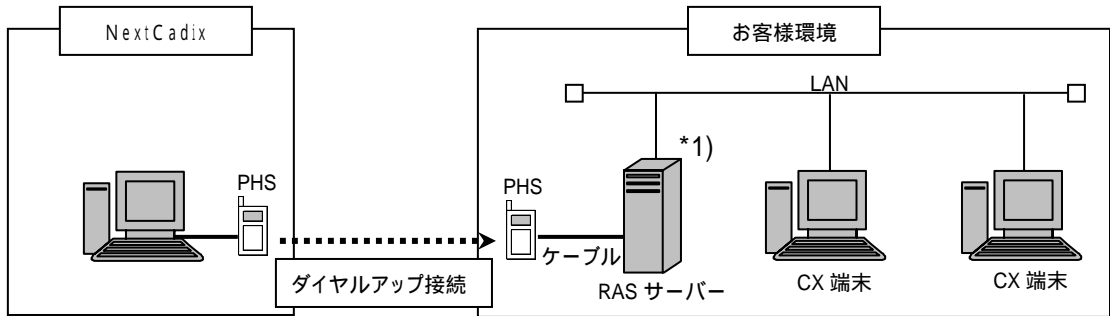 NextCadix
お客様環境
LAN
*1)
PHS
PHS
ケーブル
ダイヤルアップ接続
RAS サーバー
CX 端末
CX 端末